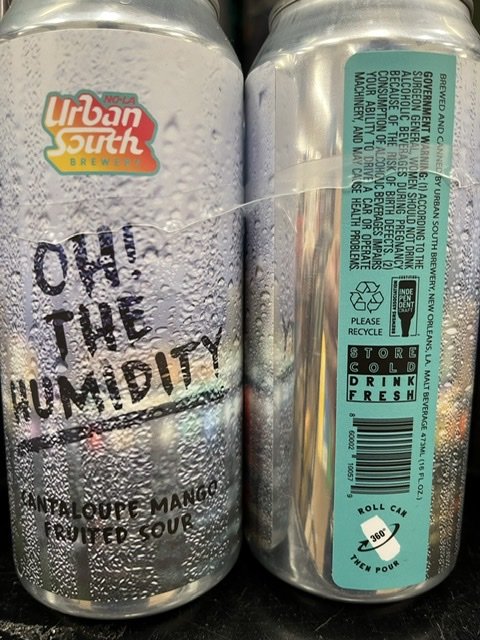 NO·LA
Urban
South
BREWERY
OH!
THE
HUMIDITY
CANTALOUPE MANGO
FRUITED SOUR
BREWED AND CANNED BY URBAN SOUTH BREWERY, NEW ORLEANS, LA. MALT BEVERAGE 473ML (16 FL OZ.)
GOVERNMENT WARNING: (1) ACCORDING TO THE
SURGEON GENERAL, WOMEN SHOULD NOT DRINK
ALCOHOLIC BEVERAGES DURING PREGNANCY
BECAUSE OF THE RISK OF BIRTH DEFECTS. (2)
CONSUMPTION OF ALCOHOLIC BEVERAGES IMPAIRS
YOUR ABILITY TO DRIVE A CAR OR OPERATE
MACHINERY, AND MAY CAUSE HEALTH PROBLEMS.
PLEASE
RECYCLE
INDE
PEN
DENT
CRAFT
STORE
COLD
DRINK
FRESH
ROLL CAN
360°
THEN POUR